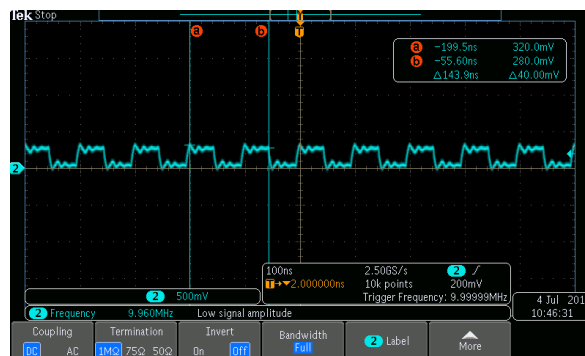 Tek Stop
T
a b T
a -199.5ns 320.0mV
b -55.60ns 280.0mV
Δ143.9ns Δ40.00mV
2
100ns 2.50GS/s 2
T→▼2.000000ns 10k points 200mV
Trigger Frequency: 9.99999MHz
2 500mV
2 Frequency 9.960MHz Low signal amplitude
4 Jul 201
10:46:31
Coupling Termination Invert Bandwidth 2 Label More
DC AC 1MΩ 75Ω 50Ω On Off Full